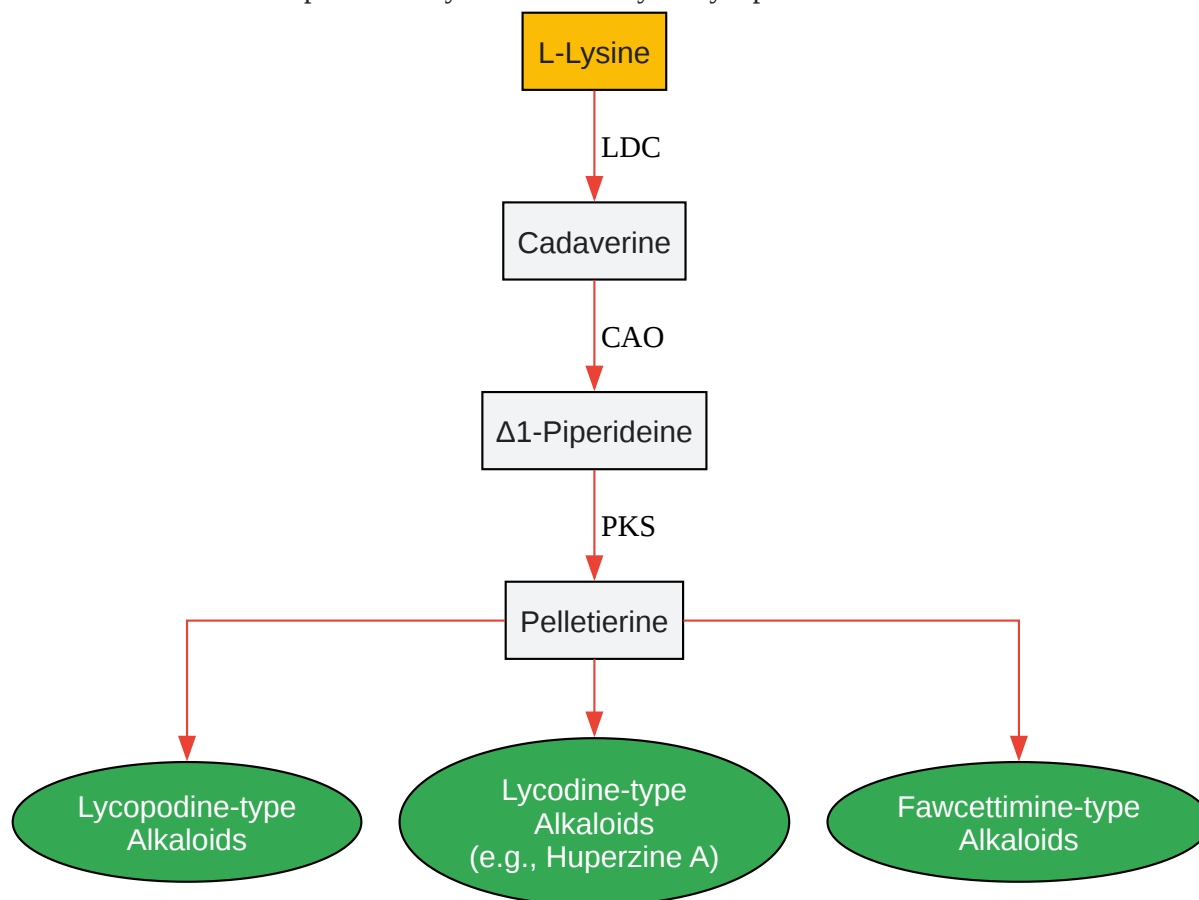 L-Lysine
LDC
Cadaverine
CAO
Δ1-Piperideine
PKS
Pelletierine
Lycopodine-type
Alkaloids
Lycodine-type
Alkaloids
(e.g., Huperzine A)
Fawcettimine-type
Alkaloids